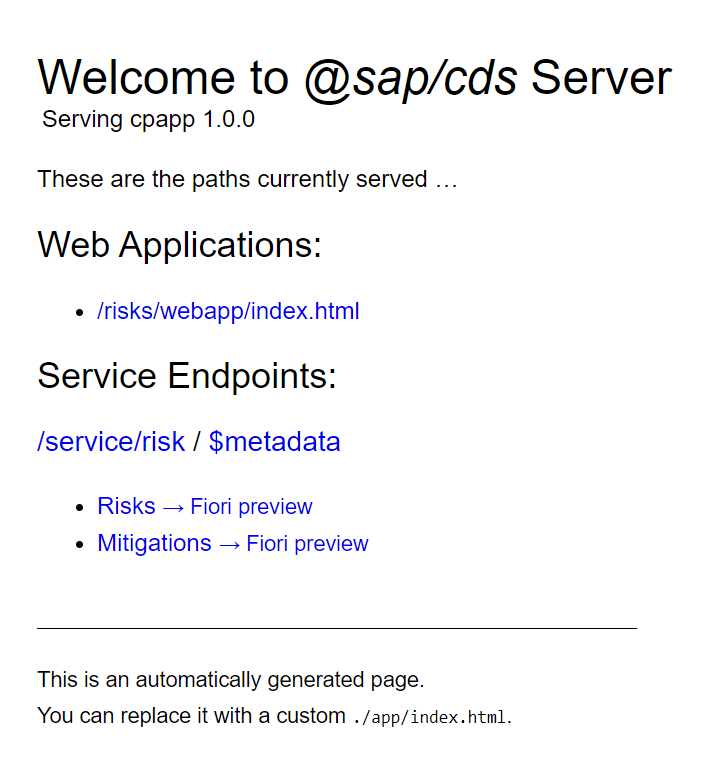 Welcome to @sap/cds Server
Serving cpapp 1.0.0
These are the paths currently served …
Web Applications:
/risks/webapp/index.html
Service Endpoints:
/service/risk / $metadata
Risks → Fiori preview
Mitigations → Fiori preview
This is an automatically generated page.
You can replace it with a custom ./app/index.html.